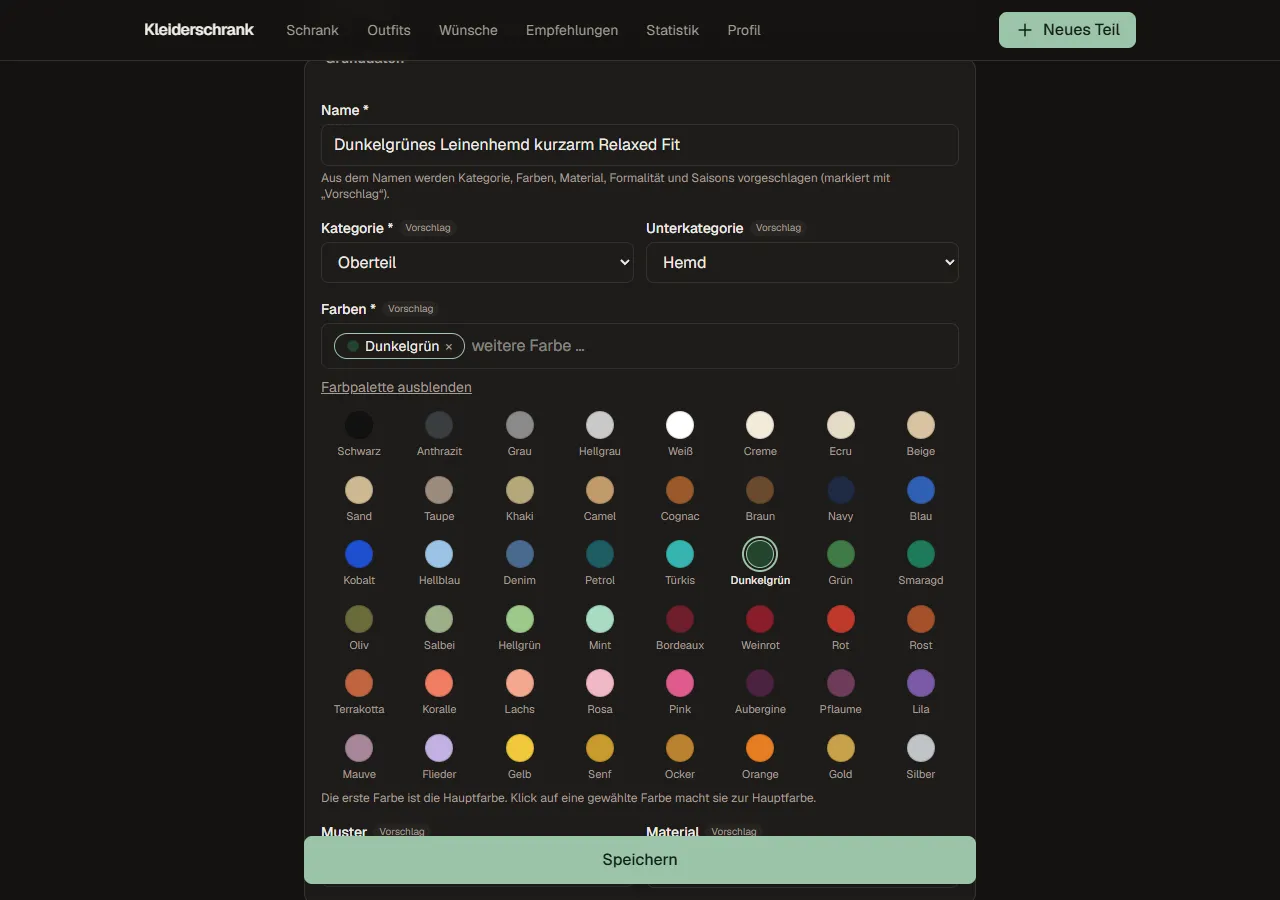 Kleiderschrank Schrank Outfits Wünsche Empfehlungen Statistik Profil + Neues Teil
Grunddaten
Name *
Dunkelgrünes Leinenhemd kurzarm Relaxed Fit
Aus dem Namen werden Kategorie, Farben, Material, Formalität und Saisons vorgeschlagen (markiert mit
„Vorschlag“).
Kategorie * Vorschlag Unterkategorie Vorschlag
Oberteil Hemd
Farben * Vorschlag
Dunkelgrün × weitere Farbe ...
Farbpalette ausblenden
Schwarz Anthrazit Grau Hellgrau Weiß Creme Ecru Beige
Sand Taupe Khaki Camel Cognac Braun Navy Blau
Kobalt Hellblau Denim Petrol Türkis Dunkelgrün Grün Smaragd
Oliv Salbei Hellgrün Mint Bordeaux Weinrot Rot Rost
Terrakotta Koralle Lachs Rosa Pink Aubergine Pflaume Lila
Mauve Flieder Gelb Senf Ocker Orange Gold Silber
Die erste Farbe ist die Hauptfarbe. Klick auf eine gewählte Farbe macht sie zur Hauptfarbe.
Muster Vorschlag Material Vorschlag
Speichern